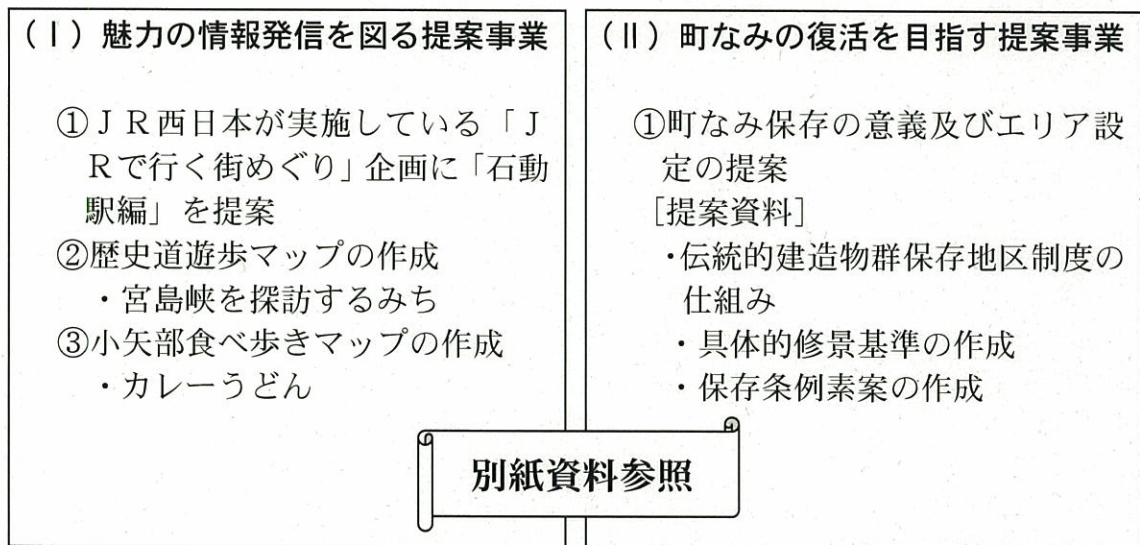 (Ⅰ) 魅力の情報発信を図る提案事業
①ＪＲ西日本が実施している「Ｊ
Ｒで行く街めぐり」企画に「石動
駅編」を提案
②歴史道遊歩マップの作成
・宮島峡を探訪するみち
③小矢部食べ歩きマップの作成
・カレーうどん
(Ⅱ) 町なみの復活を目指す提案事業
①町なみ保存の意義及びエリア設
定の提案
［提案資料］
・伝統的建造物群保存地区制度の
仕組み
・具体的修景基準の作成
・保存条例素案の作成
別紙資料参照